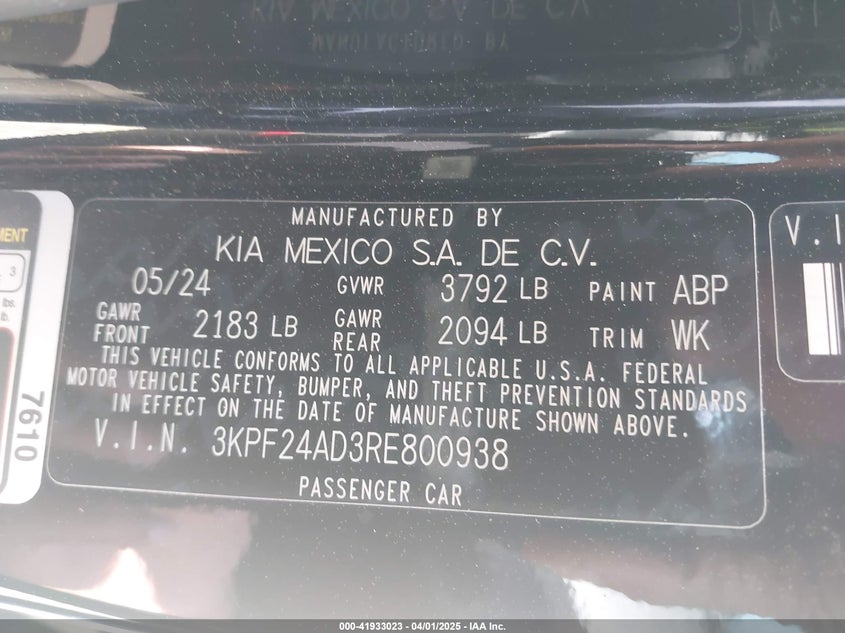 MANUFACTURED BY
KIA MEXICO S.A. DE C.V.
05/24 GVWR 3792 LB PAINT ABP
GAWR FRONT 2183 LB GAWR REAR 2094 LB TRIM WK
THIS VEHICLE CONFORMS TO ALL APPLICABLE U.S.A. FEDERAL
MOTOR VEHICLE SAFETY, BUMPER, AND THEFT PREVENTION STANDARDS
IN EFFECT ON THE DATE OF MANUFACTURE SHOWN ABOVE.
V.I.N. 3KPF24AD3RE800938
PASSENGER CAR
7610
V.I
000-41933023 - 04/01/2025 - IAA Inc.